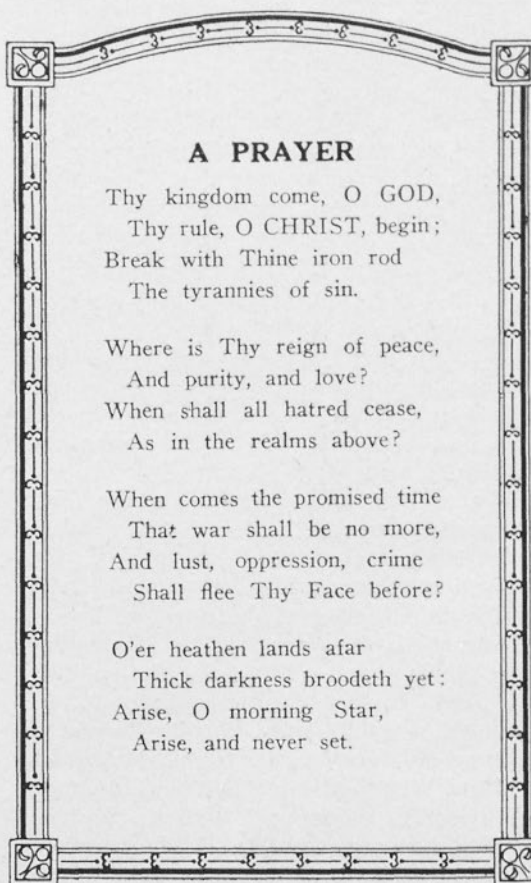 A PRAYER
Thy kingdom come, O GOD,
Thy rule, O CHRIST, begin;
Break with Thine iron rod
The tyrannies of sin.
Where is Thy reign of peace,
And purity, and love?
When shall all hatred cease,
As in the realms above?
When comes the promised time
That war shall be no more,
And lust, oppression, crime
Shall flee Thy Face before?
O'er heathen lands afar
Thick darkness broodeth yet:
Arise, O morning Star,
Arise, and never set.